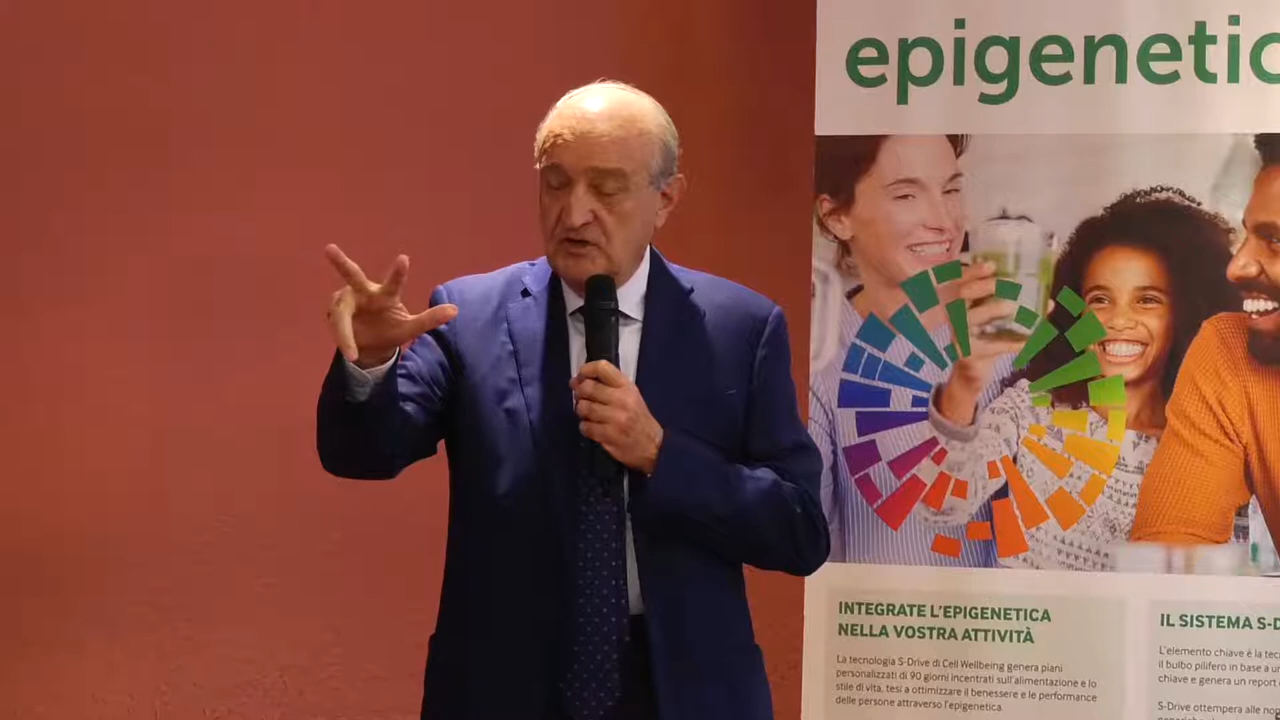 epigenetic
INTEGRATE L'EPIGENETICA
NELLA VOSTRA ATTIVITÀ
La tecnologia S-Drive di Cell Wellbeing genera piani
personalizzati di 90 giorni incentrati sull'alimentazione e lo
stile di vita, tesi a ottimizzare il benessere e le performance
delle persone attraverso l'epigenetica.
IL SISTEMA S-D
L'elemento chiave è la tec
il bulbo pilifero in base a
chiave e genera un report
S-Drive ottempera alle